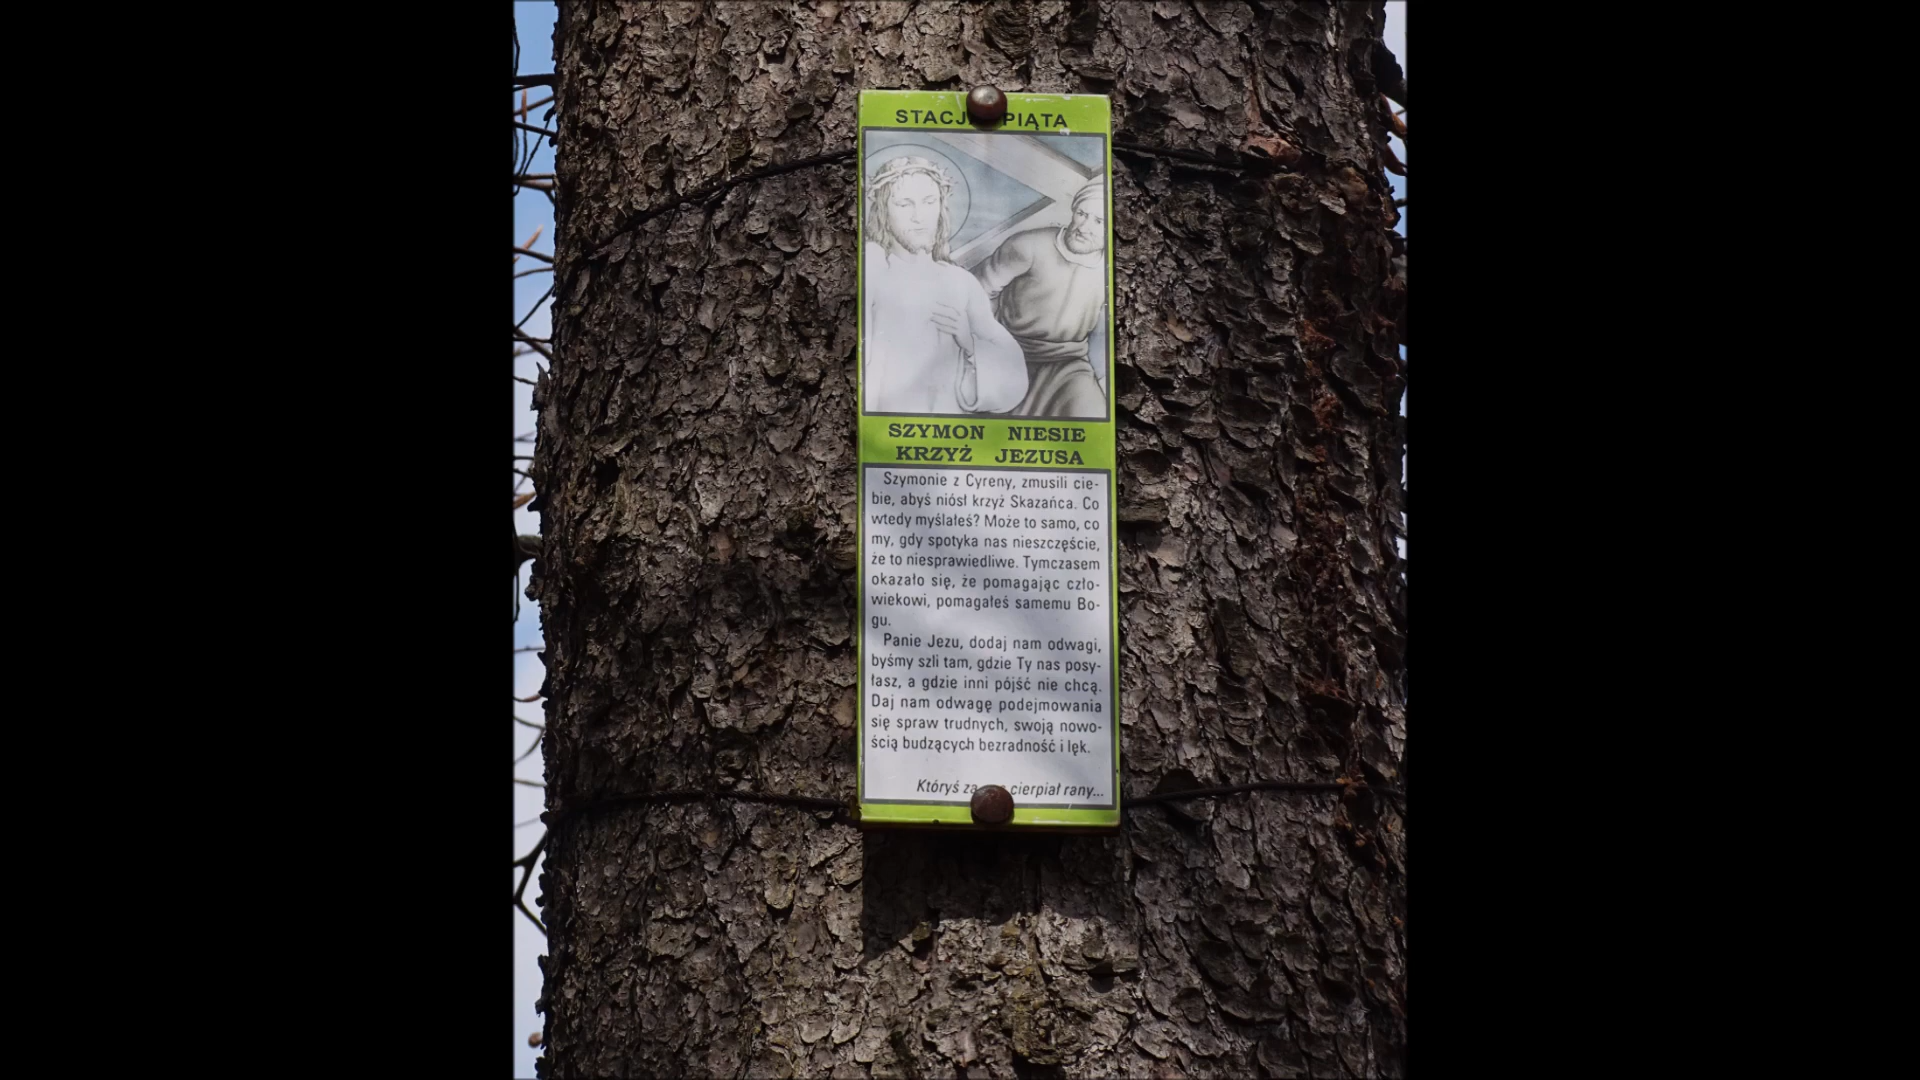 STACJA PIĄTA
SZYMON NIESIE
KRZYŻ JEZUSA
Szymonie z Cyreny, zmusili cie-
bie, abyś niósł krzyż Skazańca. Co
wtedy myślałeś? Może to samo, co
my, gdy spotyka nas nieszczęście,
że to niesprawiedliwe. Tymczasem
okazało się, że pomagając czło-
wiekowi, pomagałeś samemu Bo-
gu.
Panie Jezu, dodaj nam odwagi,
byśmy szli tam, gdzie Ty nas posy-
łasz, a gdzie inni pójść nie chcą.
Daj nam odwagę podejmowania
się spraw trudnych, swoją nowo-
ścią budzących bezradność i lęk.
Któryś za cierpiał rany...